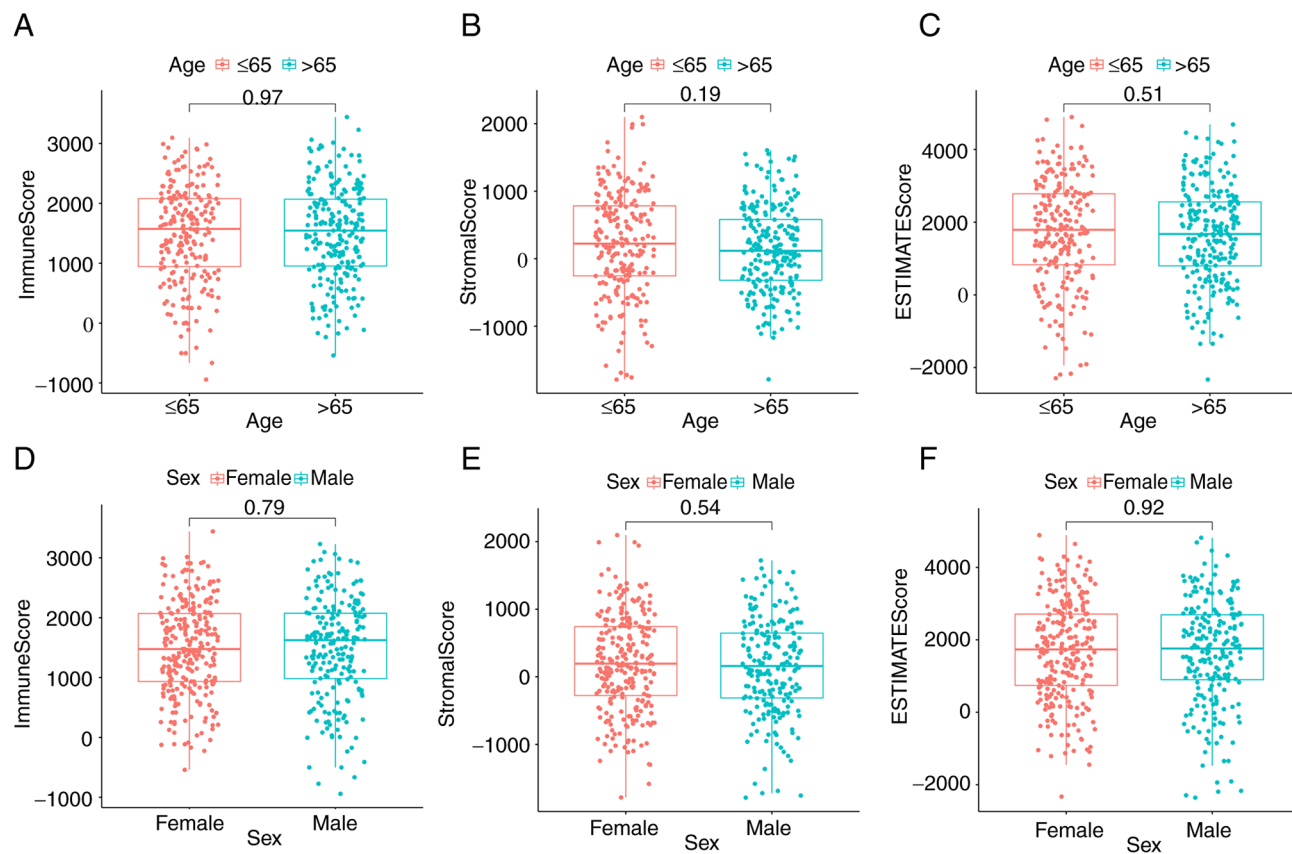 A
Age ≤65 >65
0.97
ImmuneScore
3000
2000
1000
0
−1000
≤65 >65
Age
B
Age ≤65 >65
0.19
StromalScore
2000
1000
0
−1000
≤65 >65
Age
C
Age ≤65 >65
0.51
ESTIMATEScore
4000
2000
0
−2000
≤65 >65
Age
D
Sex Female Male
0.79
ImmuneScore
3000
2000
1000
0
−1000
Female Male
Sex
E
Sex Female Male
0.54
StromalScore
2000
1000
0
−1000
Female Male
Sex
F
Sex Female Male
0.92
ESTIMATEScore
4000
2000
0
−2000
Female Male
Sex